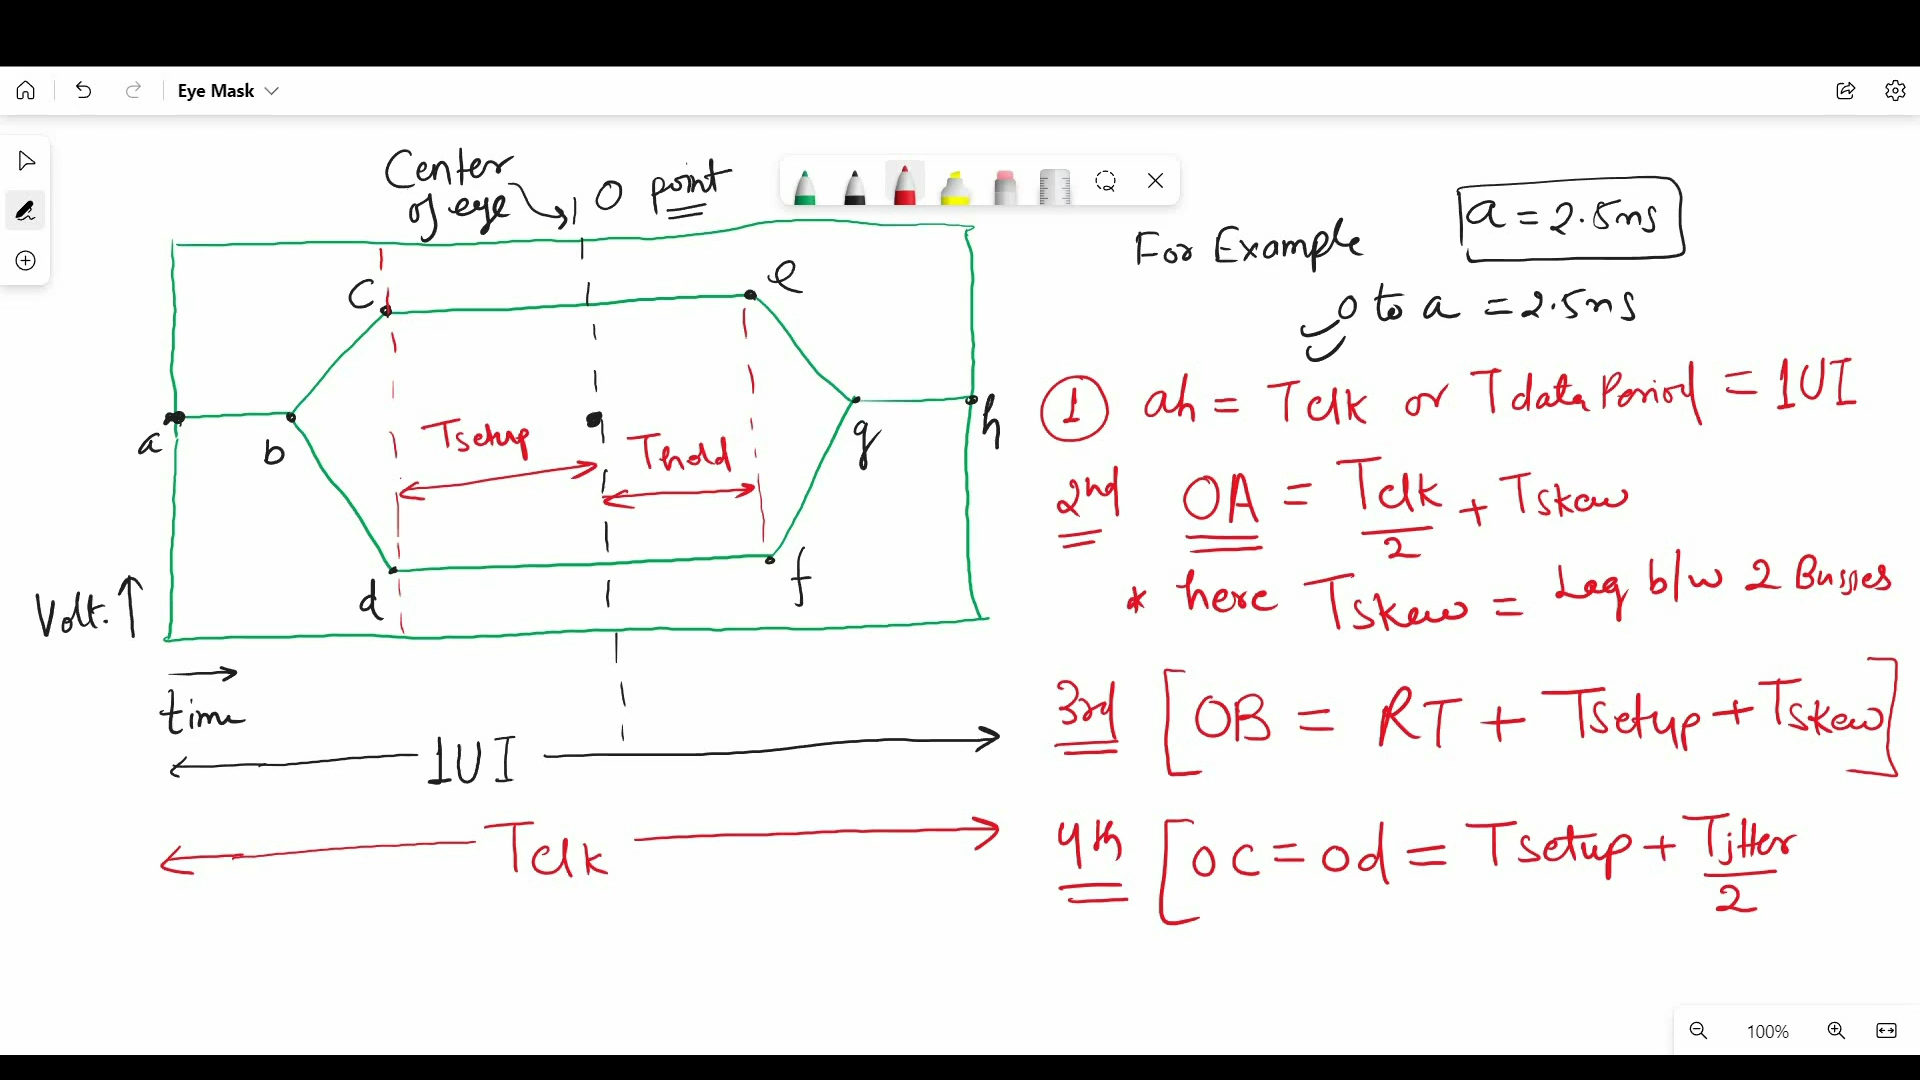 Eye Mask
Center
of eye
0 point
c
e
a
b
Tsetup
Thold
g
h
d
f
Volt.
time
1UI
Tclk
a = 2.5ns
For Example
0 to a = 2.5ns
1 ah = Tclk or Tdata Period = 1UI
2nd OA = Tclk/2 + Tskew
* here Tskew = Lag b/w 2 Busses
3rd [OB = RT + Tsetup + Tskew]
4th [oc = od = Tsetup + Tjitter/2
100%